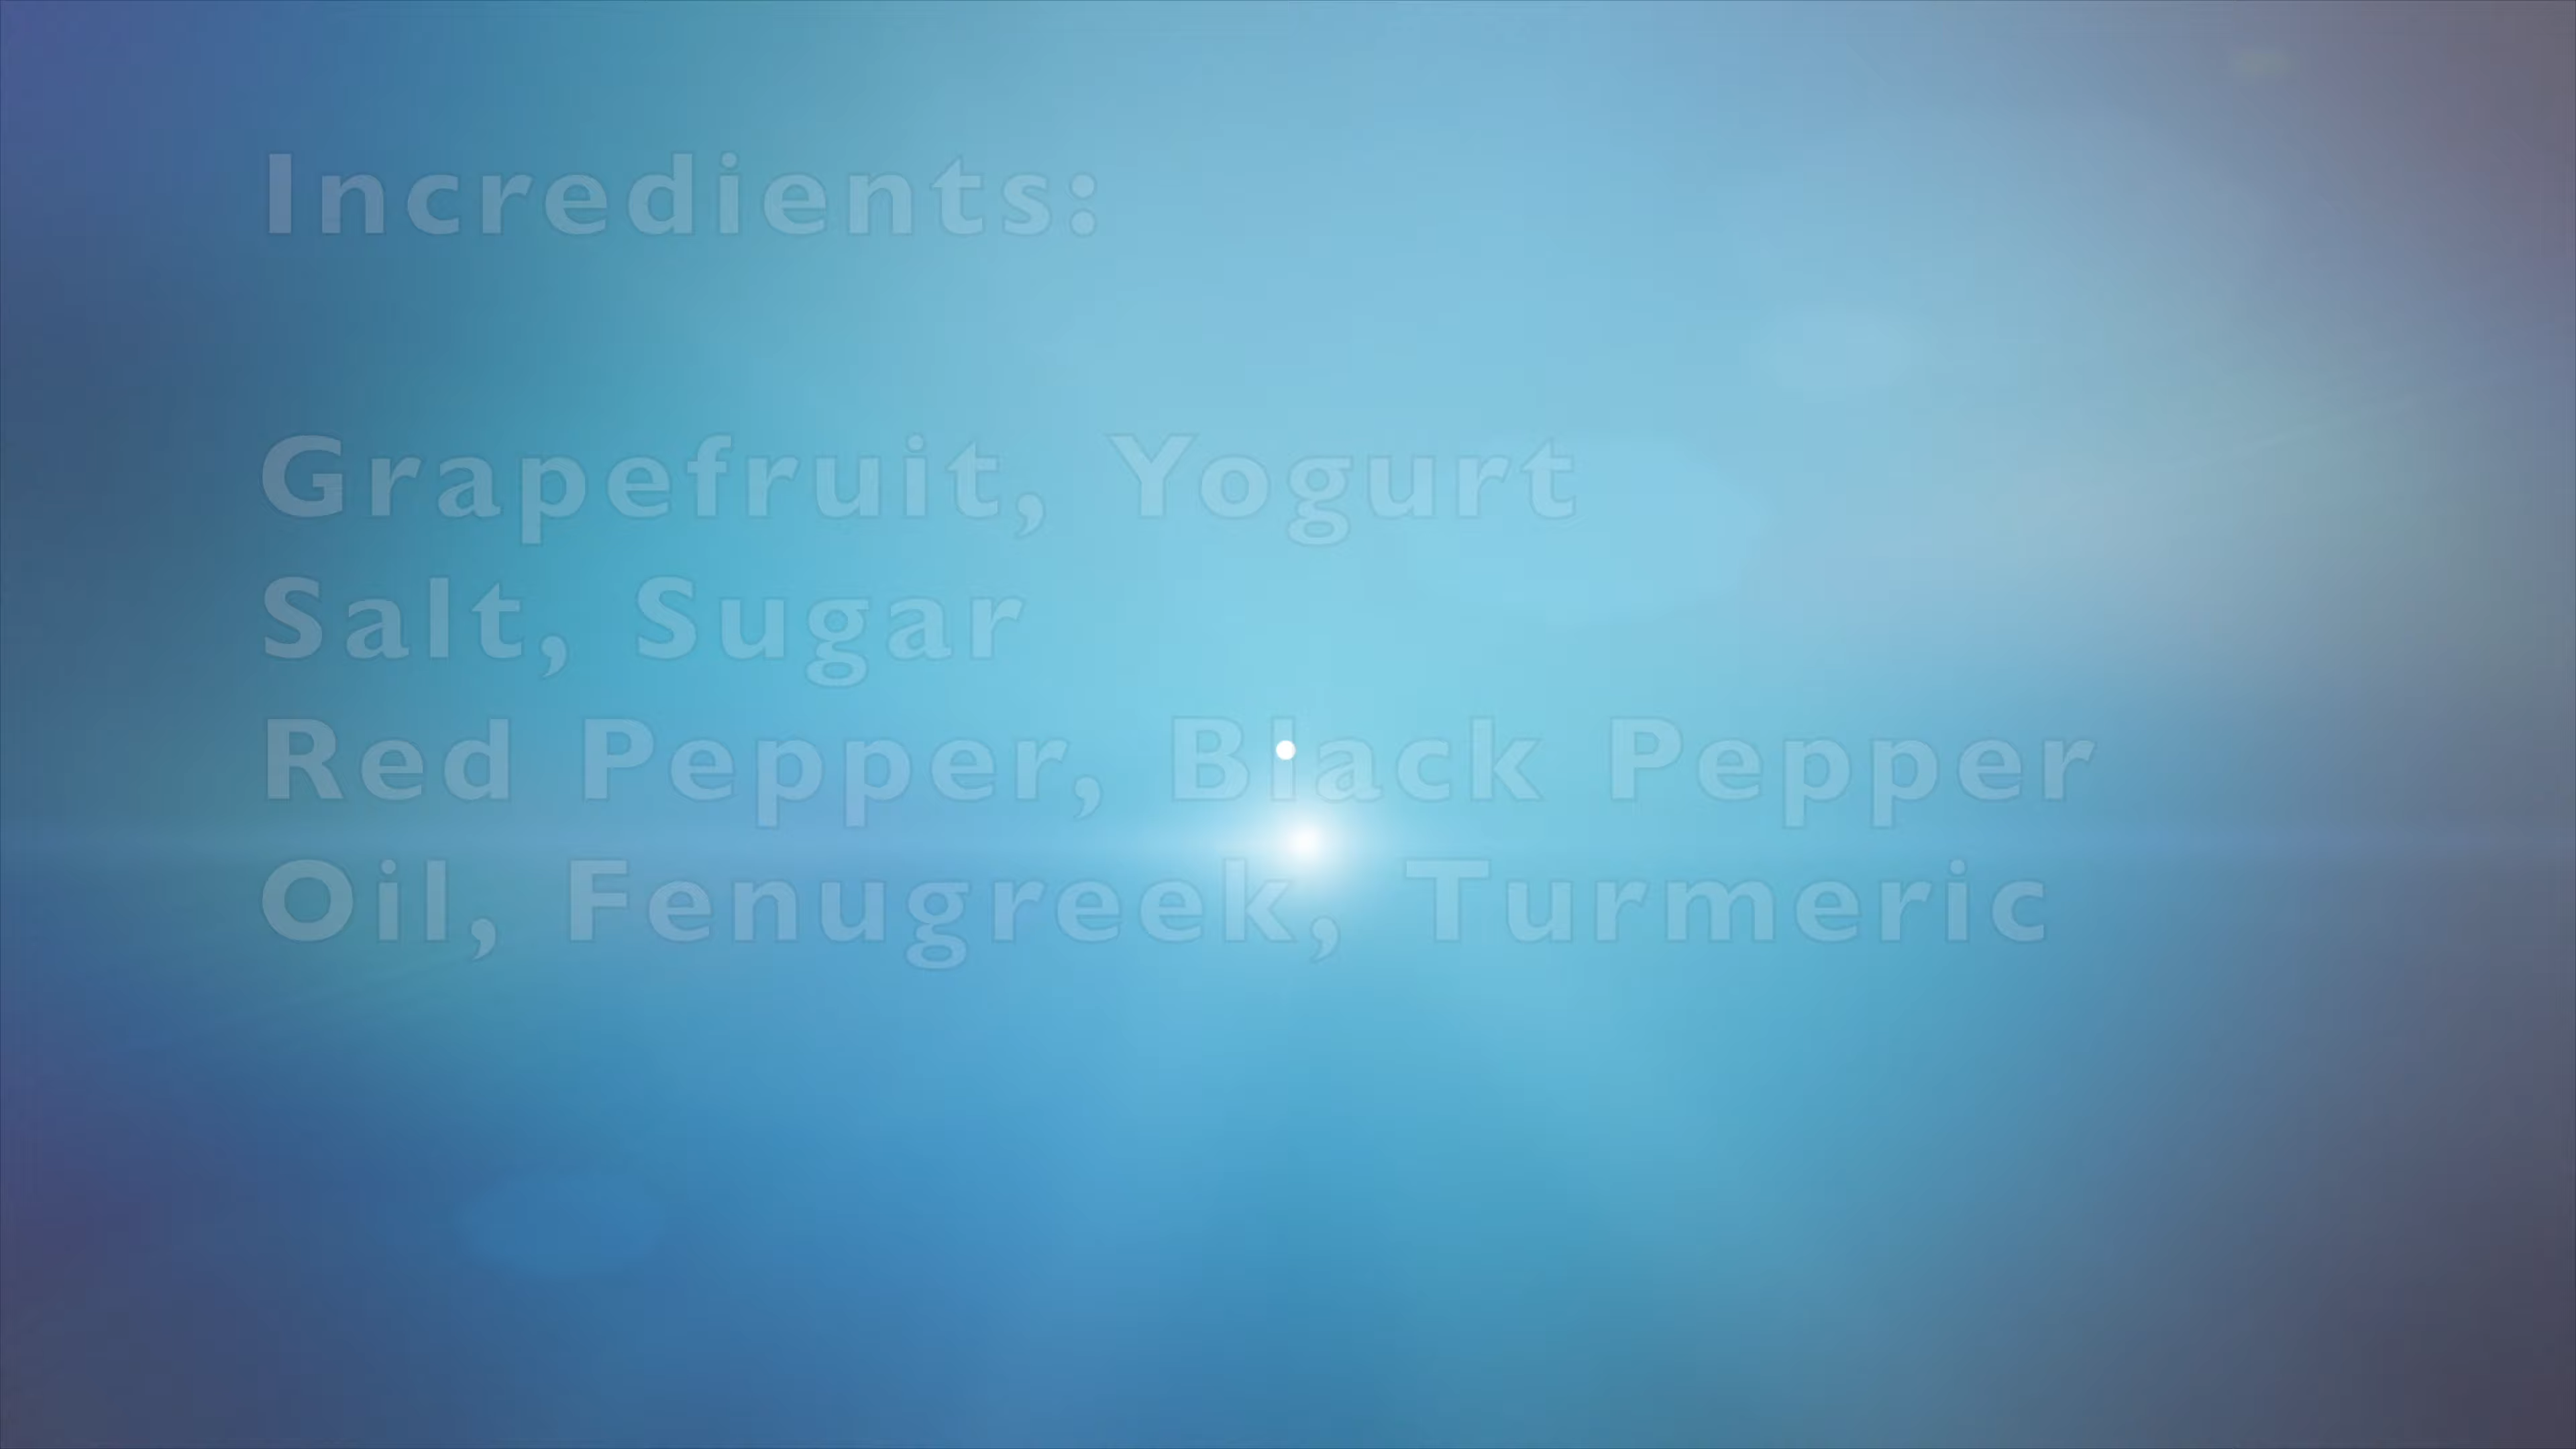 Incredients:
Grapefruit, Yogurt
Salt, Sugar
Red Pepper, Black Pepper
Oil, Fenugreek, Turmeric